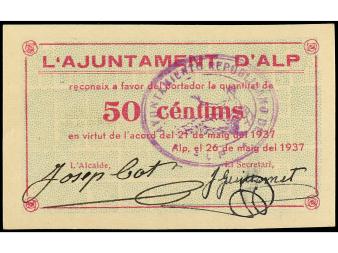 L'AJUNTAMENT D'ALP
reconeix a favor del portador la quantitat de
50 cèntims
en virtut de l'acord del 21 de maig del 1937
Alp, el 26 de maig del 1937
L'Alcalde,
El Secretari,
Josep Cot